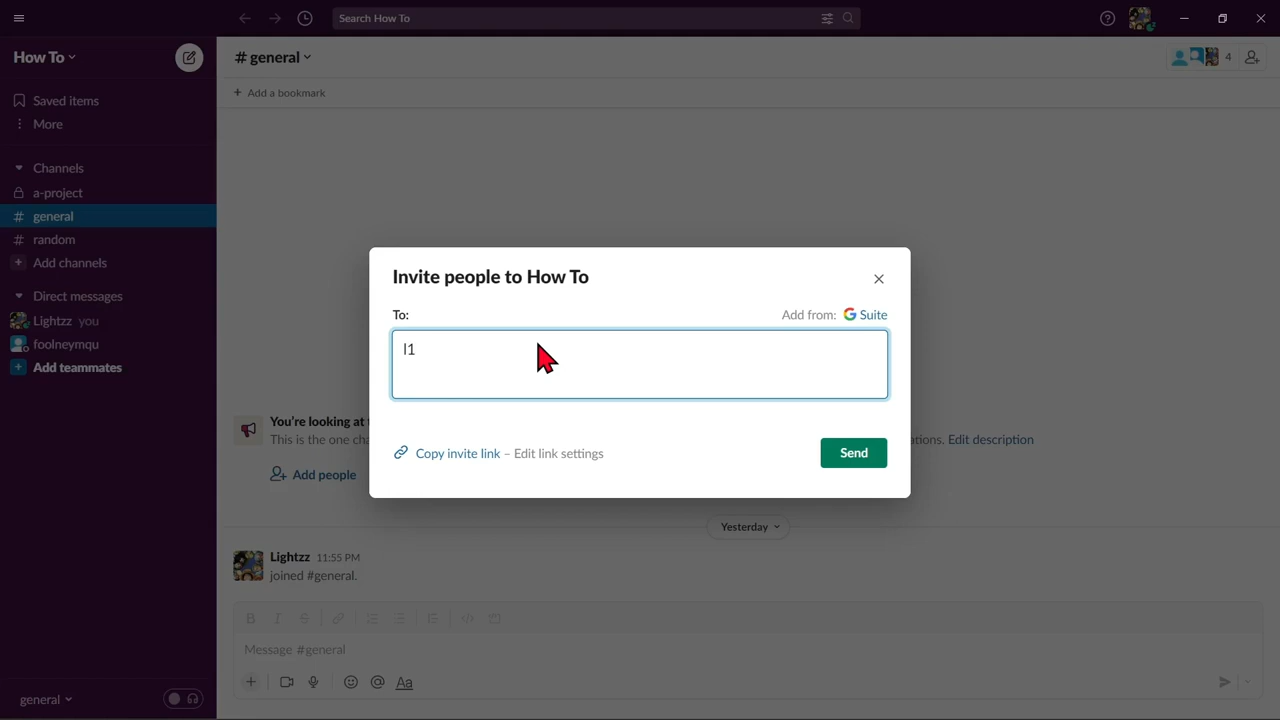 Search How To
How To
# general
4
Add a bookmark
Saved items
More
Channels
a-project
# general
# random
+ Add channels
Direct messages
Lightzz you
foolneymqu
+ Add teammates
Invite people to How To
To:
Add from: G Suite
l1
Copy invite link – Edit link settings
Send
You're looking at
This is the one
ations. Edit description
Add people
Yesterday
Lightzz 11:55 PM
joined #general.
Message #general
Aa
general